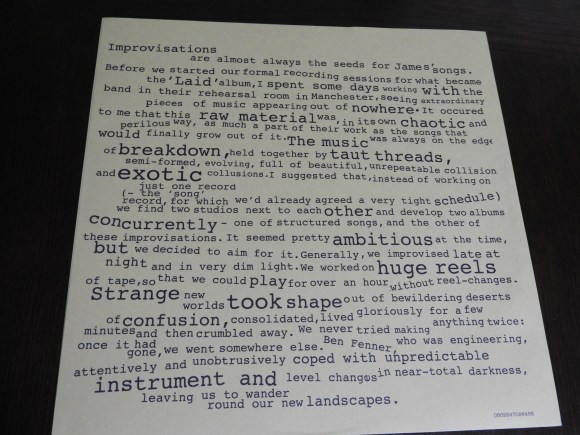 Improvisations
are almost always the seeds for James' songs.
Before we started our formal recording sessions for what became
the 'Laid' album, I spent some days working with the
band in their rehearsal room in Manchester, seeing extraordinary
pieces of music appearing out of nowhere. It occured
to me that this raw material was, in its own chaotic and
perilous way, as much a part of their work as the songs that
would finally grow out of it. The music was always on the edge
of breakdown, held together by taut threads,
semi-formed, evolving, full of beautiful, unrepeatable collision
and exotic collusions. I suggested that, instead of working on
just one record
(- the 'song'
record, for which we'd already agreed a very tight schedule)
we find two studios next to each other and develop two albums
concurrently - one of structured songs, and the other of
these improvisations. It seemed pretty ambitious at the time,
but we decided to aim for it. Generally, we improvised late at
night and in very dim light. We worked on huge reels
of tape, so that we could play for over an hour without reel-changes.
Strange new
worlds took shape out of bewildering deserts
of confusion, consolidated, lived gloriously for a few
minutes and then crumbled away. We never tried making anything twice:
once it had
gone, we went somewhere else. Ben Fenner, who was engineering,
attentively and unobtrusively coped with unpredictable
instrument and level changes in near-total darkness,
leaving us to wander
round our new landscapes.